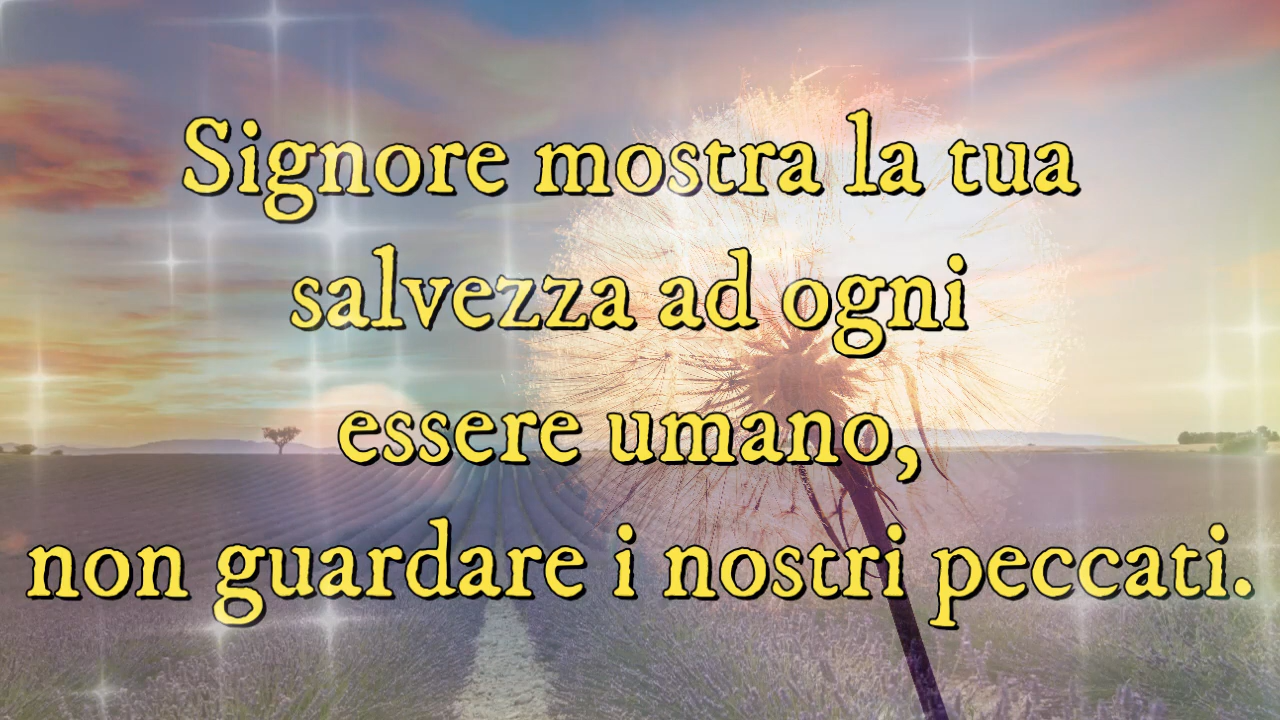 Signore mostra la tua
salvezza ad ogni
essere umano,
non guardare i nostri peccati.